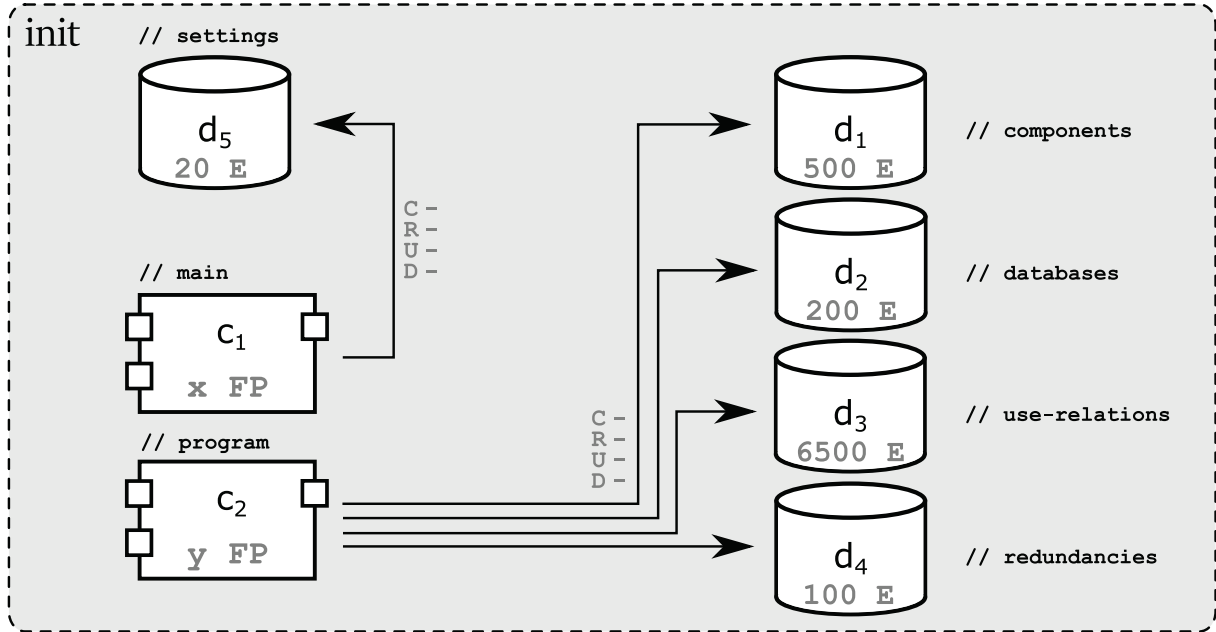 init
// settings
d5
20 E
C -
R -
U -
D -
// main
c1
x FP
// program
c2
y FP
C -
R -
U -
D -
d1
500 E
// components
d2
200 E
// databases
d3
6500 E
// use-relations
d4
100 E
// redundancies